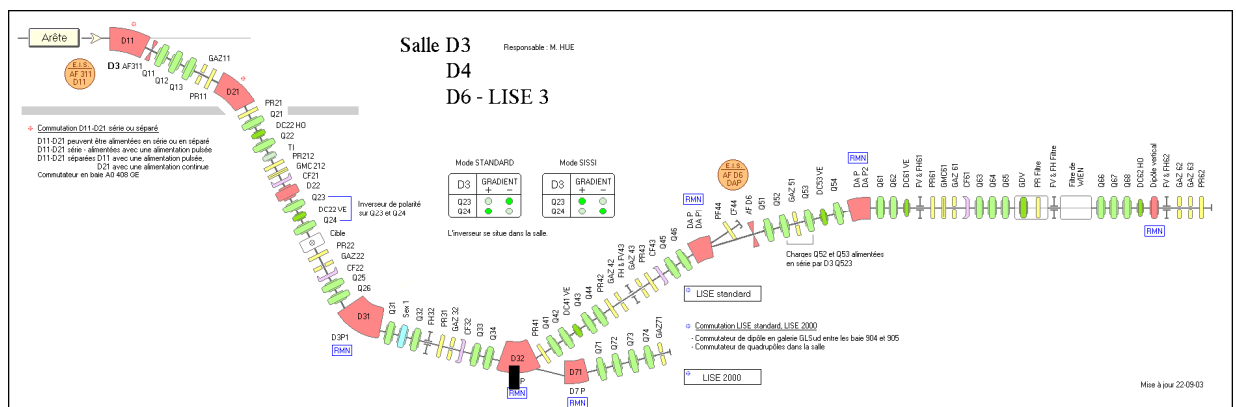 Arête
D11
E.I.S.
AF 311
D11
D3 AF311
Q11
Q12
Q13
PR11
GAZ11
D21
Salle D3
Responsable : M. HUE
D4
D6 - LISE 3
Commutation D11-D21 série ou séparé
D11-D21 peuvent être alimentées en série ou en séparé
D11-D21 série - alimentées avec une alimentation pulsée
D11-D21 séparées D11 avec une alimentation pulsée,
D21 avec une alimentation continue
Commutateur en baie A0 408 GE
PR21
Q21
DC22 HO
Q22
TI
PR212
GMC 212
CF21
D22
Q23
DC22 VE
Q24
Cible
PR22
GAZ22
CF22
Q25
Q26
Inverseur de polarité
sur Q23 et Q24
Mode STANDARD
D3
GRADIENT
+ −
Q23
Q24
Mode SISSI
D3
GRADIENT
+ −
Q23
Q24
L'inverseur se situe dans la salle.
D31
D3P1
RMN
Q31
Sex 1
Q32
FH32
PR31
GAZ 32
CF32
Q33
Q34
D32
P
RMN
PR41
Q41
Q42
DC41 VE
Q43
Q44
PR42
GAZ 42
FH & FV43
GAZ 43
PR43
CF43
Q45
Q46
D71
D7 P
RMN
Q71
Q72
Q73
Q74
GAZ71
RMN
DA P
DA P1
PF44
CF44
E.I.S.
AF D6
DAP
AF D6
Q51
Q52
GAZ 51
Q53
DC53 VE
Q54
Charges Q52 et Q53 alimentées
en série par D3 Q523
RMN
DA P
DA P2
Q61
Q62
DC61 VE
FV & FH61
PR61
GMC61
GAZ 61
CF61
Q63
Q64
Q65
GDV
PR Filtre
FV & FH Filtre
Filtre de
WIEN
Q66
Q67
Q68
DC62 HO
Dipôle vertical
RMN
FV & FH62
GAZ 62
GAZ 63
PR62
LISE standard
Commutation LISE standard, LISE 2000
- Commutateur de dipôle en galerie GLSud entre les baie 904 et 905
- Commutateur de quadrupôles dans la salle
LISE 2000
Mise à jour 22-09-03